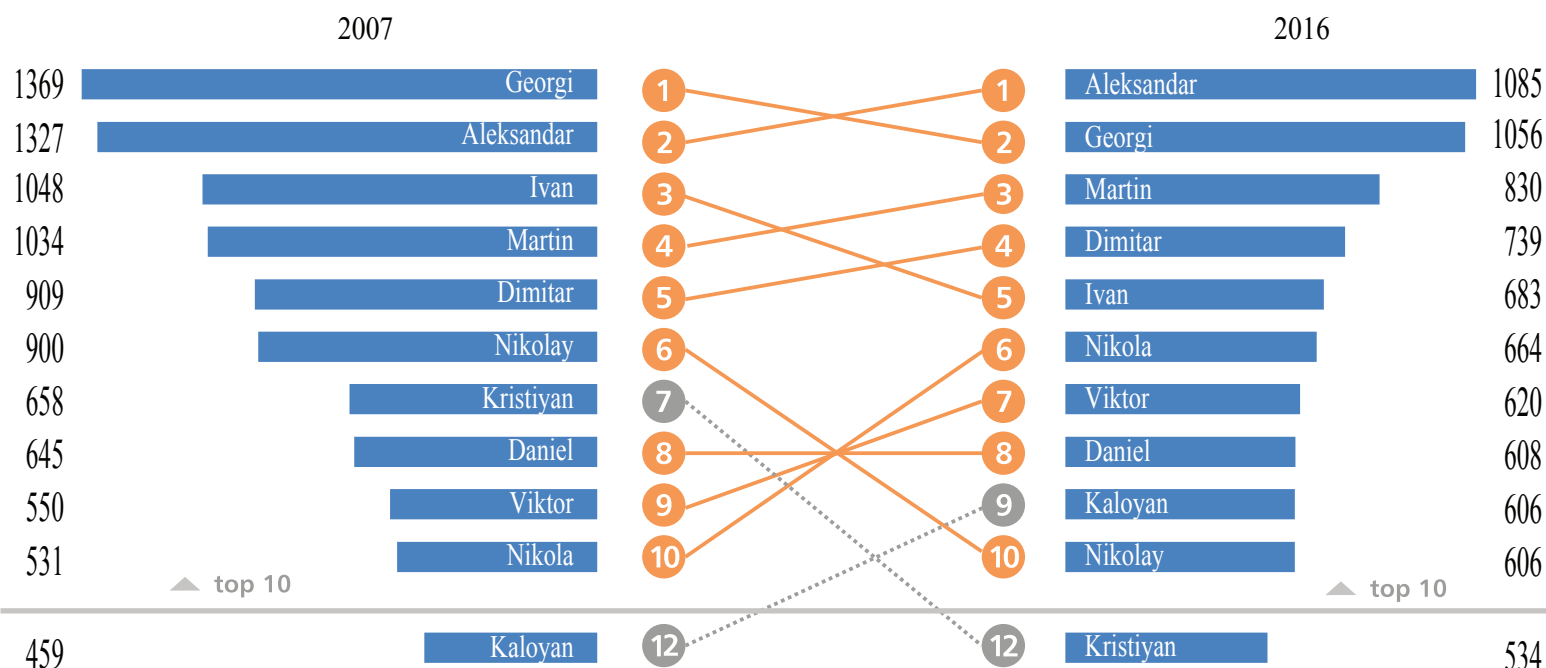 2007 2016
1369 Georgi 1 1 Aleksandar 1085
1327 Aleksandar 2 2 Georgi 1056
1048 Ivan 3 3 Martin 830
1034 Martin 4 4 Dimitar 739
909 Dimitar 5 5 Ivan 683
900 Nikolay 6 6 Nikola 664
658 Kristiyan 7 7 Viktor 620
645 Daniel 8 8 Daniel 608
550 Viktor 9 9 Kaloyan 606
531 Nikola 10 10 Nikolay 606
top 10 top 10
459 Kaloyan 12 12 Kristiyan 534